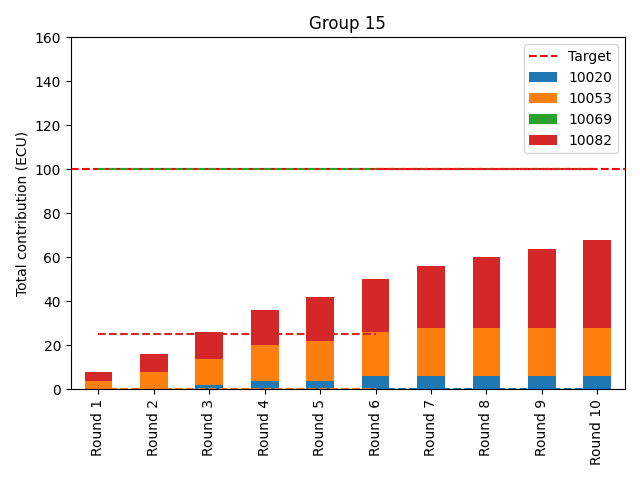 Group 15
Total contribution (ECU)
160
140
120
100
80
60
40
20
0
Target
10020
10053
10069
10082
Round 1
Round 2
Round 3
Round 4
Round 5
Round 6
Round 7
Round 8
Round 9
Round 10